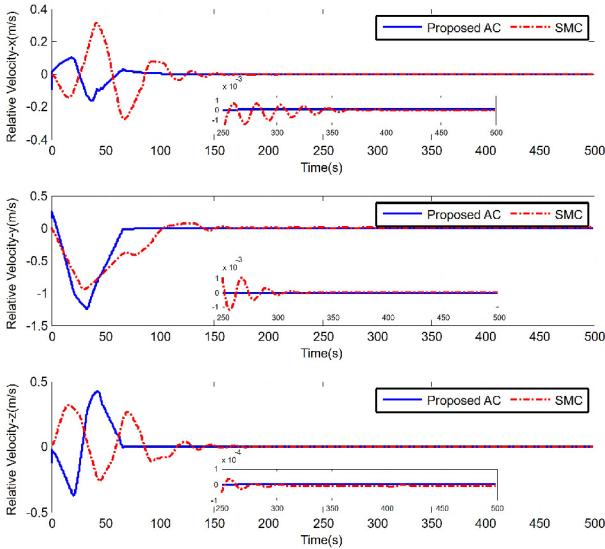 0.4
0.2
0
-0.2
0.4
Relative Velocity-x(m/s)
Proposed AC
SMC
x 10
-3
1
0
-1
250 300 350 400 450 500
0 50 100 150 200 250 300 350 400 450 500
Time(s)
0.5
0
-0.5
-1
-1.5
Relative Velocity-y(m/s)
Proposed AC
SMC
x 10
-3
1
0
-1
250 300 350 400 450 500
0 50 100 150 200 250 300 350 400 450 500
Time(s)
0.5
0
-0.5
Relative Velocity-z(m/s)
Proposed AC
SMC
x 10
-4
1
0
-1
250 300 350 400 450 500
0 50 100 150 200 250 300 350 400 450 500
Time(s)